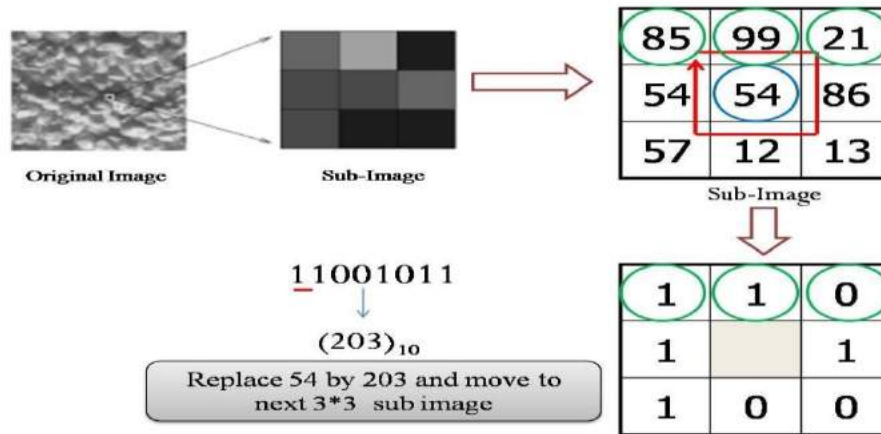 85 99 21
54 54 86
57 12 13
Original Image
Sub-Image
Sub-Image
11001011
(203)10
Replace 54 by 203 and move to
next 3*3 sub image
1 1 0
1 1
1 0 0